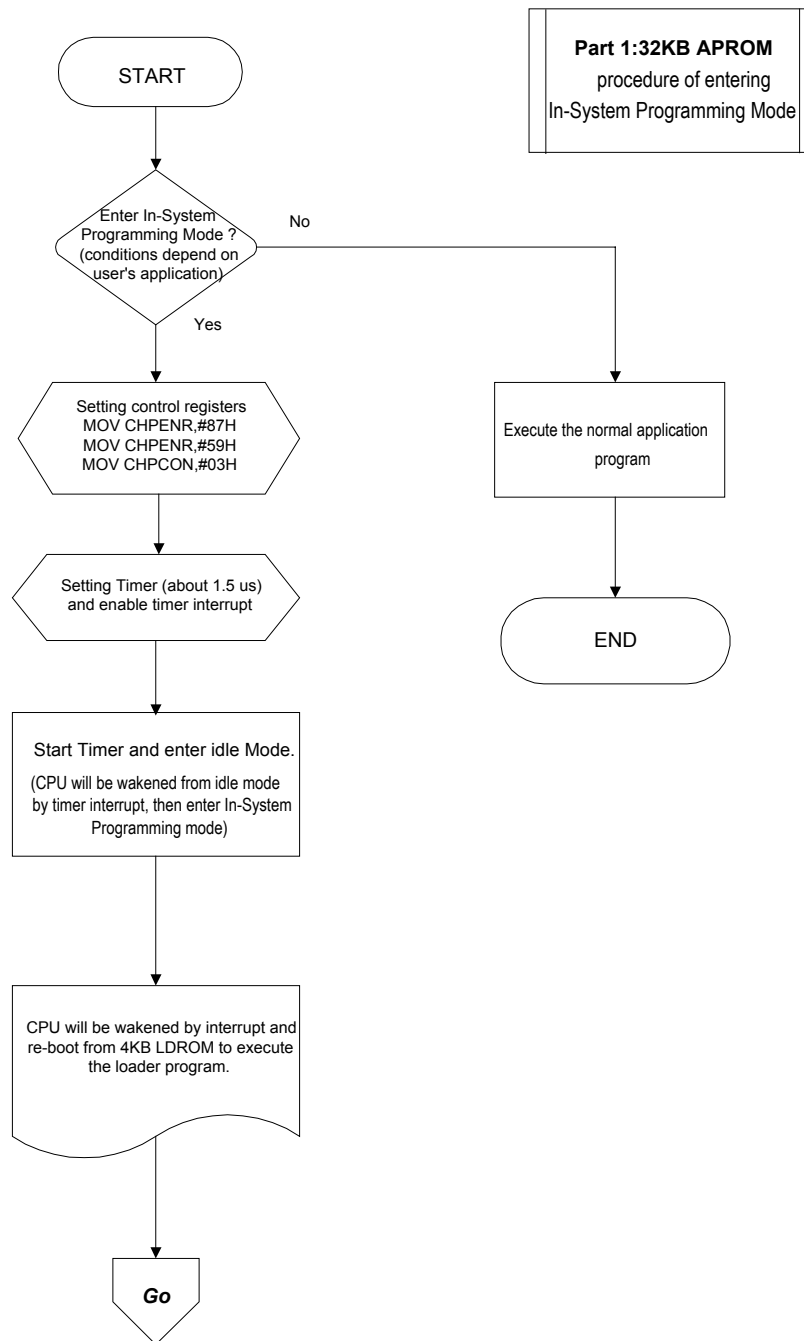 Part 1:32KB APROM
procedure of entering
In-System Programming Mode
START
Enter In-System
Programming Mode ?
(conditions depend on
user's application)
No
Yes
Setting control registers
MOV CHPENR,#87H
MOV CHPENR,#59H
MOV CHPCON,#03H
Execute the normal application
program
Setting Timer (about 1.5 us)
and enable timer interrupt
END
Start Timer and enter idle Mode.
(CPU will be wakened from idle mode
by timer interrupt, then enter In-System
Programming mode)
CPU will be wakened by interrupt and
re-boot from 4KB LDROM to execute
the loader program.
Go